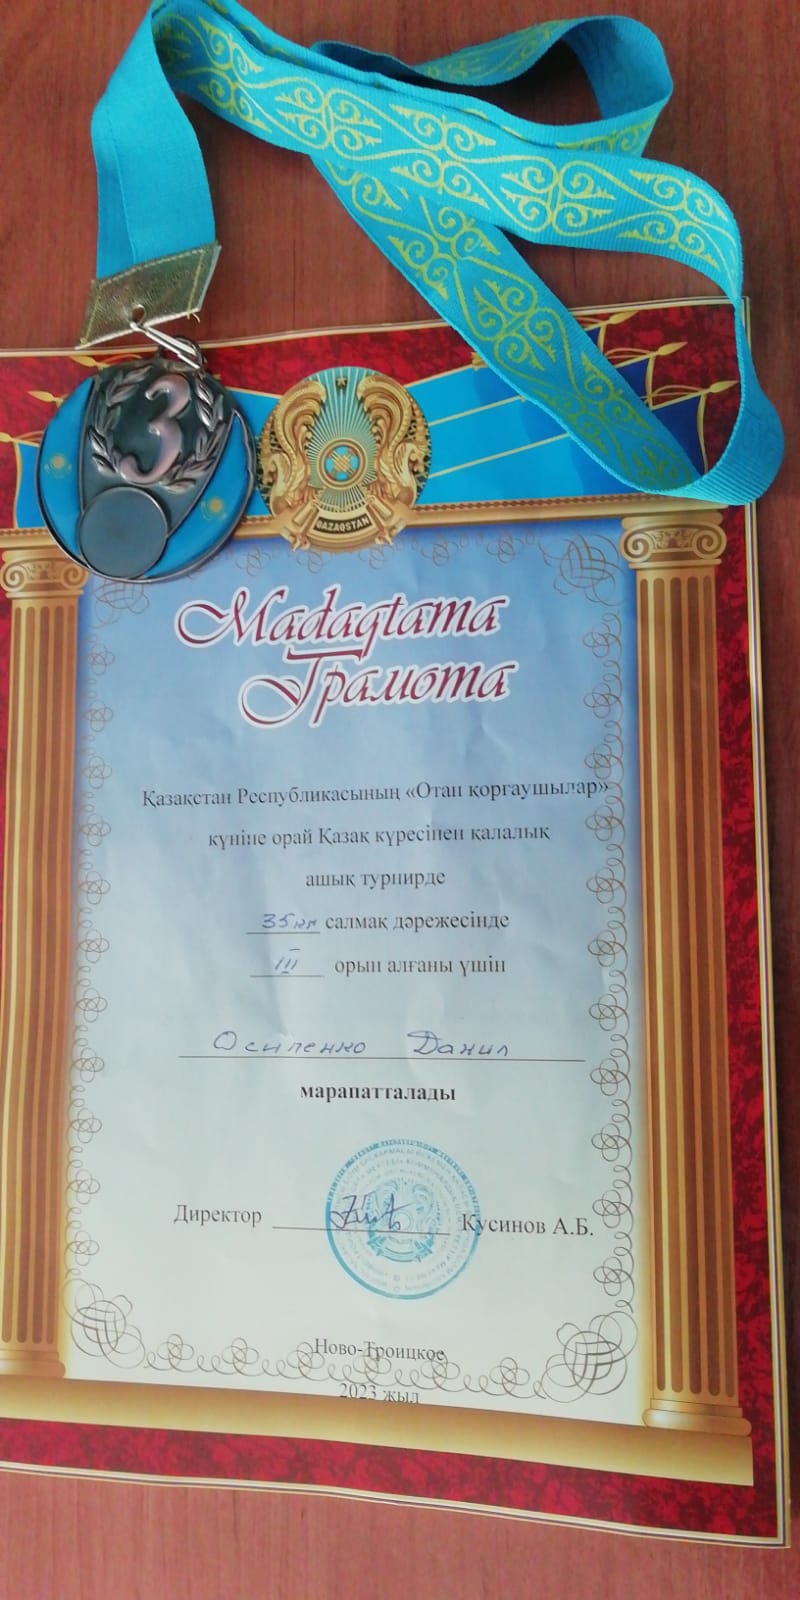 3
QAZAQSTAN
Madaqtama
Грамота
Қазақстан Республикасының «Отан қорғаушылар»
күніне орай Қазақ күресінен қалалық
ашық турнирде
35кг салмақ дәрежесінде
III орын алғаны үшін
Осипенко Данил
марапатталады
Директор Кусинов А.Б.
Ново-Троицкое
2023 жыл